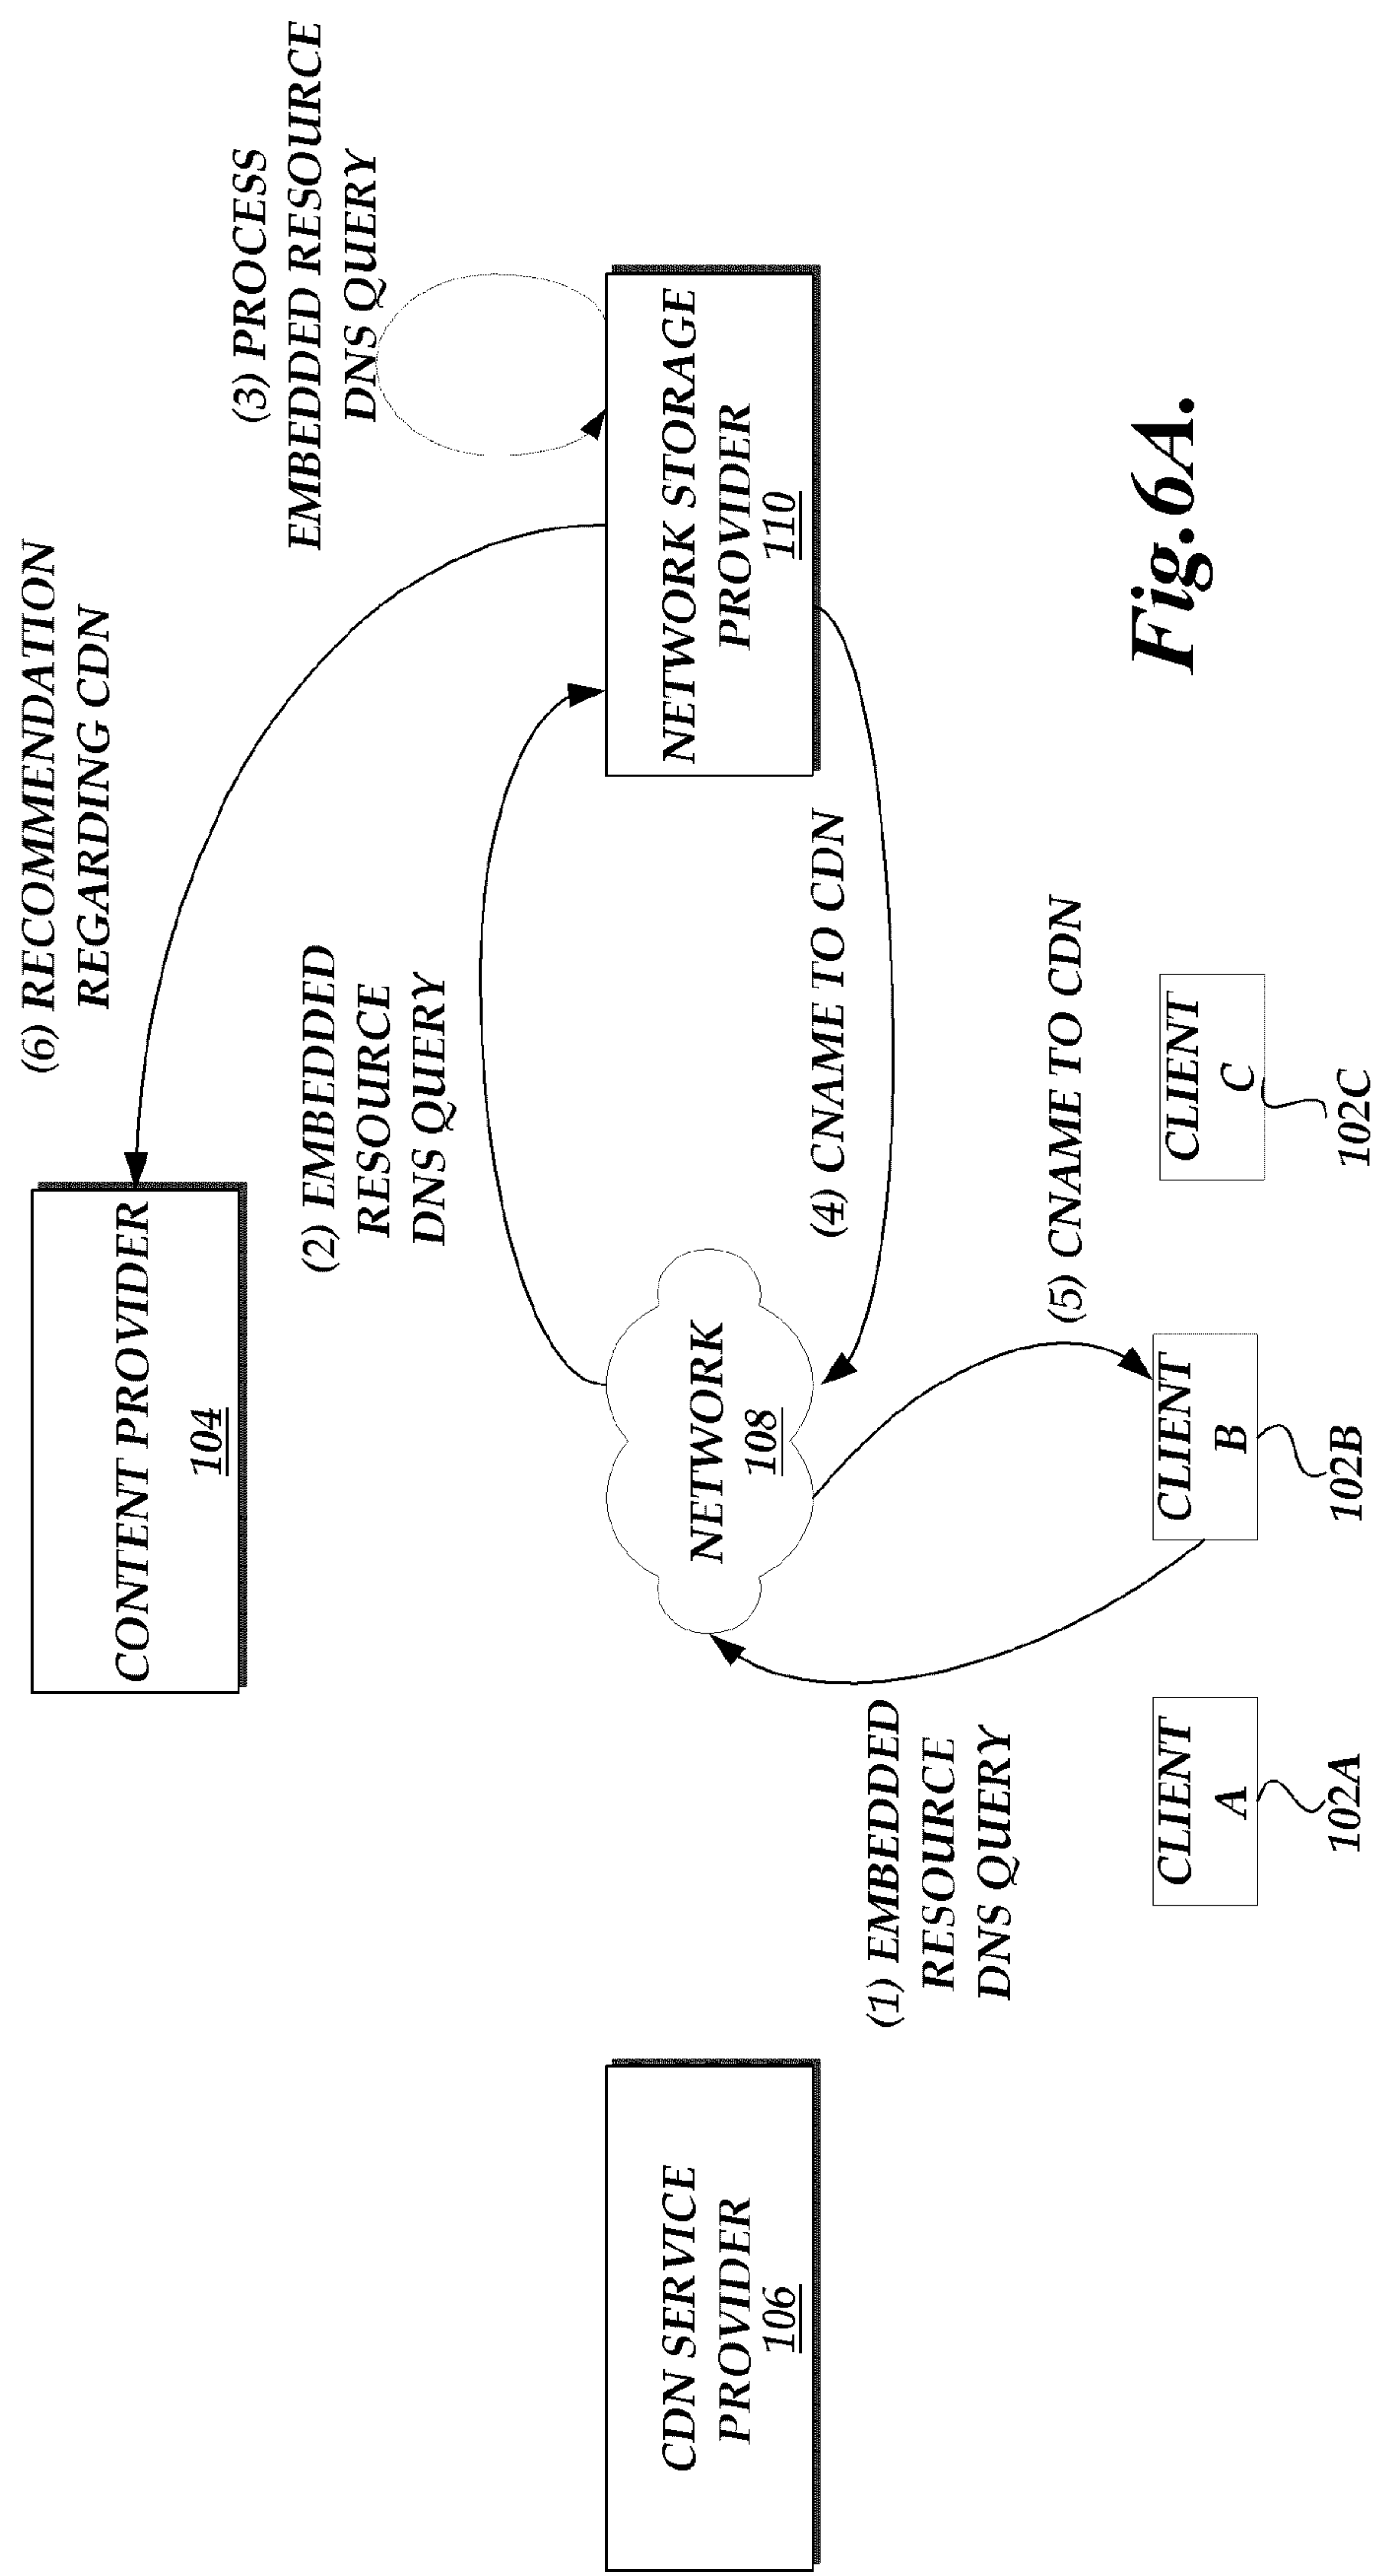 (6) RECOMMENDATION
REGARDING CDN
(3) PROCESS
EMBEDDED RESOURCE
DNS QUERY
CONTENT PROVIDER
104
(2) EMBEDDED
RESOURCE
DNS QUERY
CDN SERVICE
PROVIDER
106
NETWORK
108
NETWORK STORAGE
PROVIDER
110
(4) CNAME TO CDN
(1) EMBEDDED
RESOURCE
DNS QUERY
(5) CNAME TO CDN
CLIENT
A
102A
CLIENT
B
102B
CLIENT
C
102C
Fig.6A.